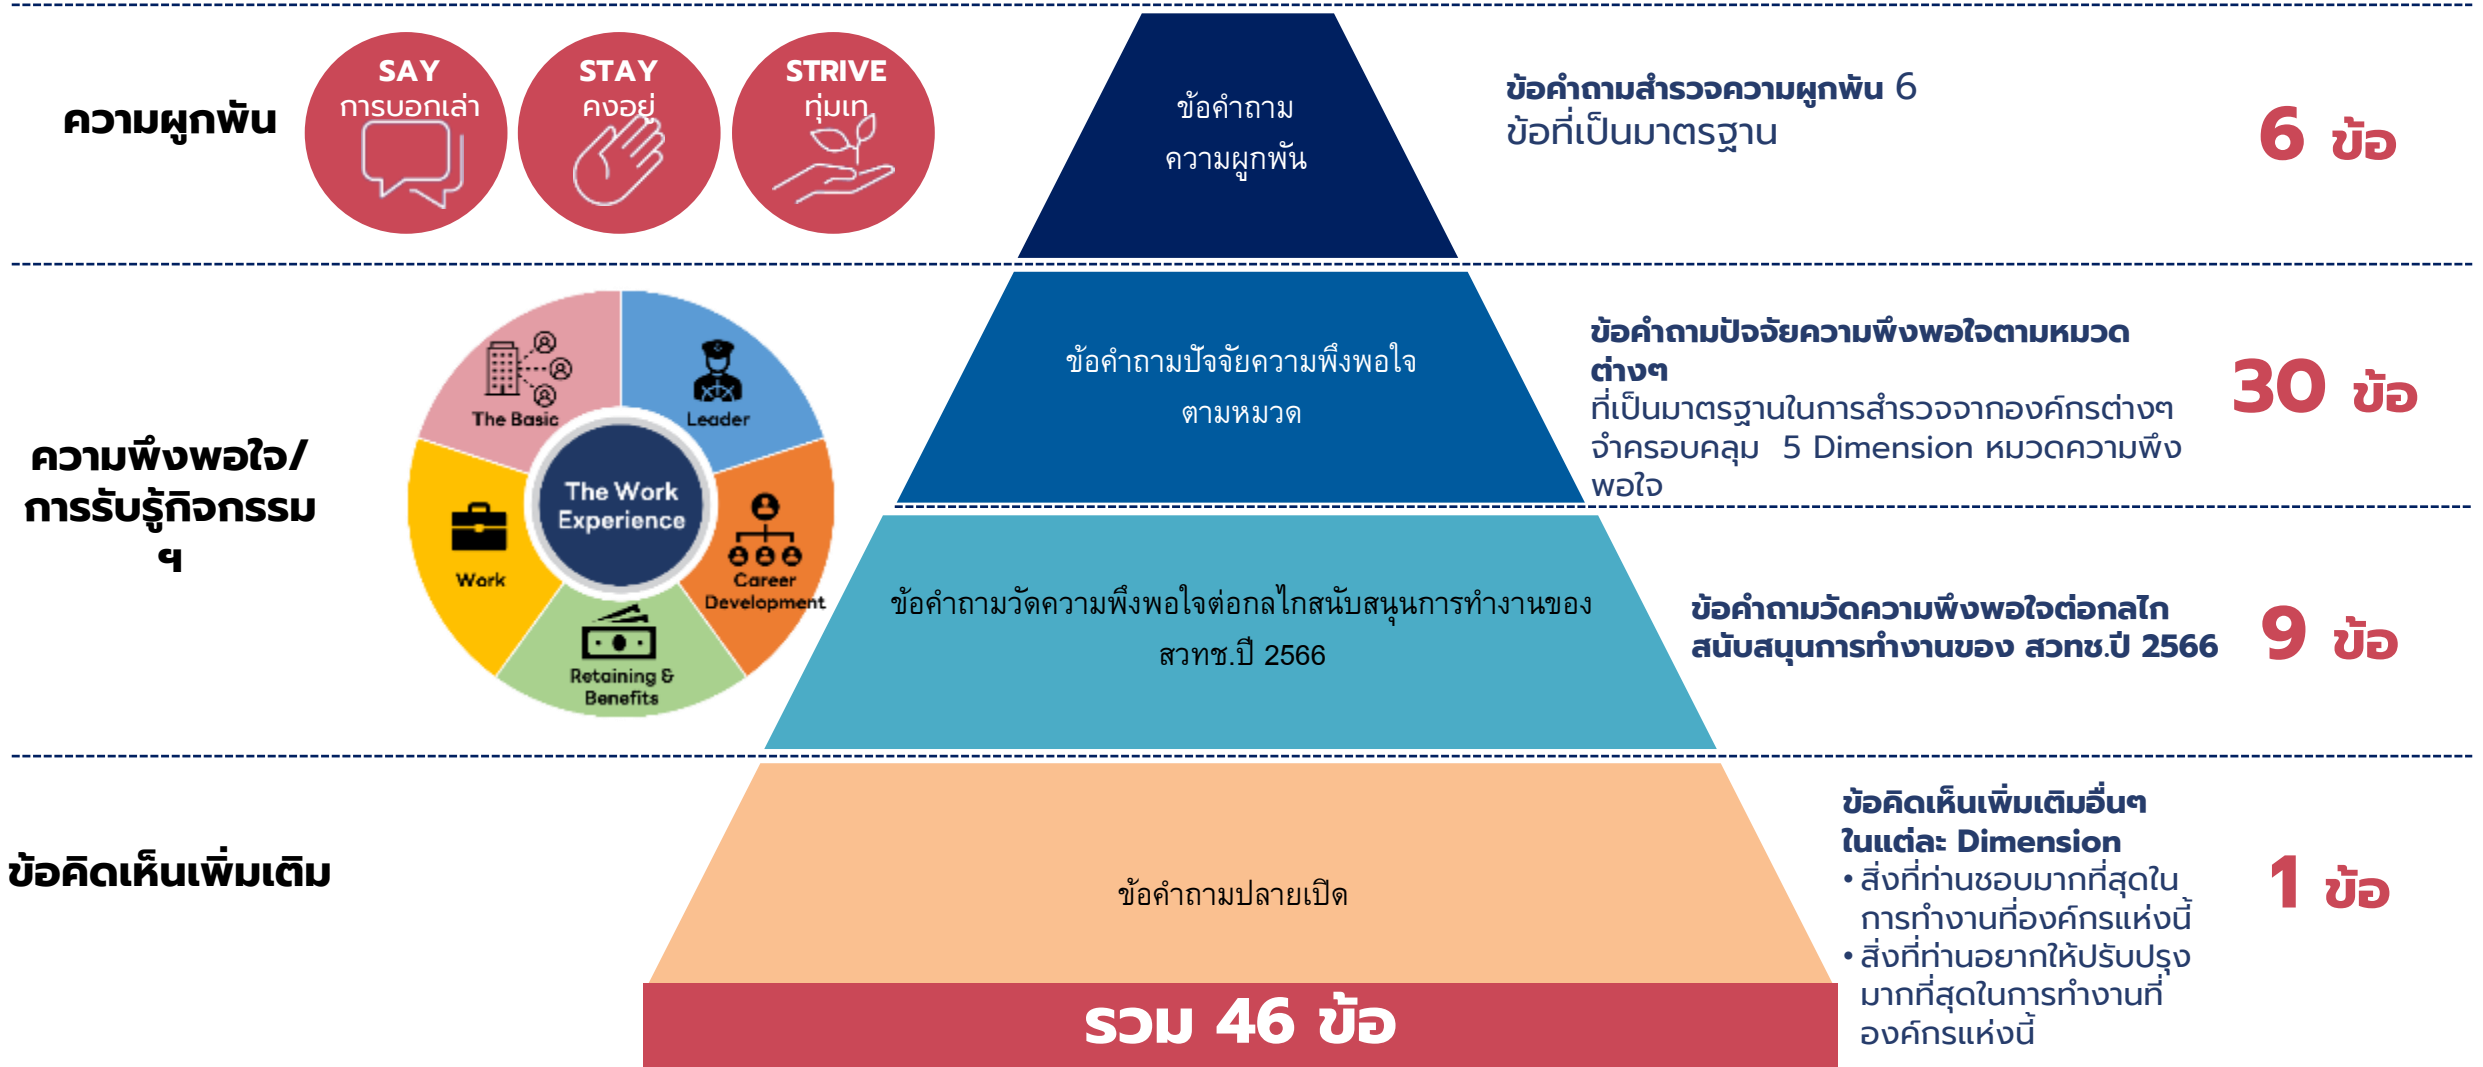 ความผูกพัน
SAY
การบอกเล่า
STAY
คงอยู่
STRIVE
ทุ่มเท
ข้อคำถาม
ความผูกพัน
ข้อคำถามสำรวจความผูกพัน 6
ข้อที่เป็นมาตรฐาน
6 ข้อ
ความพึงพอใจ/
การรับรู้กิจกรรม
ฯ
The Basic
Leader
The Work
Experience
Work
Career
Development
Retaining &
Benefits
ข้อคำถามปัจจัยความพึงพอใจ
ตามหมวด
ข้อคำถามปัจจัยความพึงพอใจตามหมวด
ต่างๆ
ที่เป็นมาตรฐานในการสำรวจจากองค์กรต่างๆ
จำครอบคลุม 5 Dimension หมวดความพึง
พอใจ
30 ข้อ
ข้อคำถามวัดความพึงพอใจต่อกลไกสนับสนุนการทำงานของ
สวทช.ปี 2566
ข้อคำถามวัดความพึงพอใจต่อกลไก
สนับสนุนการทำงานของ สวทช.ปี 2566
9 ข้อ
ข้อคิดเห็นเพิ่มเติม
ข้อคำถามปลายเปิด
ข้อคิดเห็นเพิ่มเติมอื่นๆ
ในแต่ละ Dimension
• สิ่งที่ท่านชอบมากที่สุดใน
การทำงานที่องค์กรแห่งนี้
• สิ่งที่ท่านอยากให้ปรับปรุง
มากที่สุดในการทำงานที่
องค์กรแห่งนี้
1 ข้อ
รวม 46 ข้อ